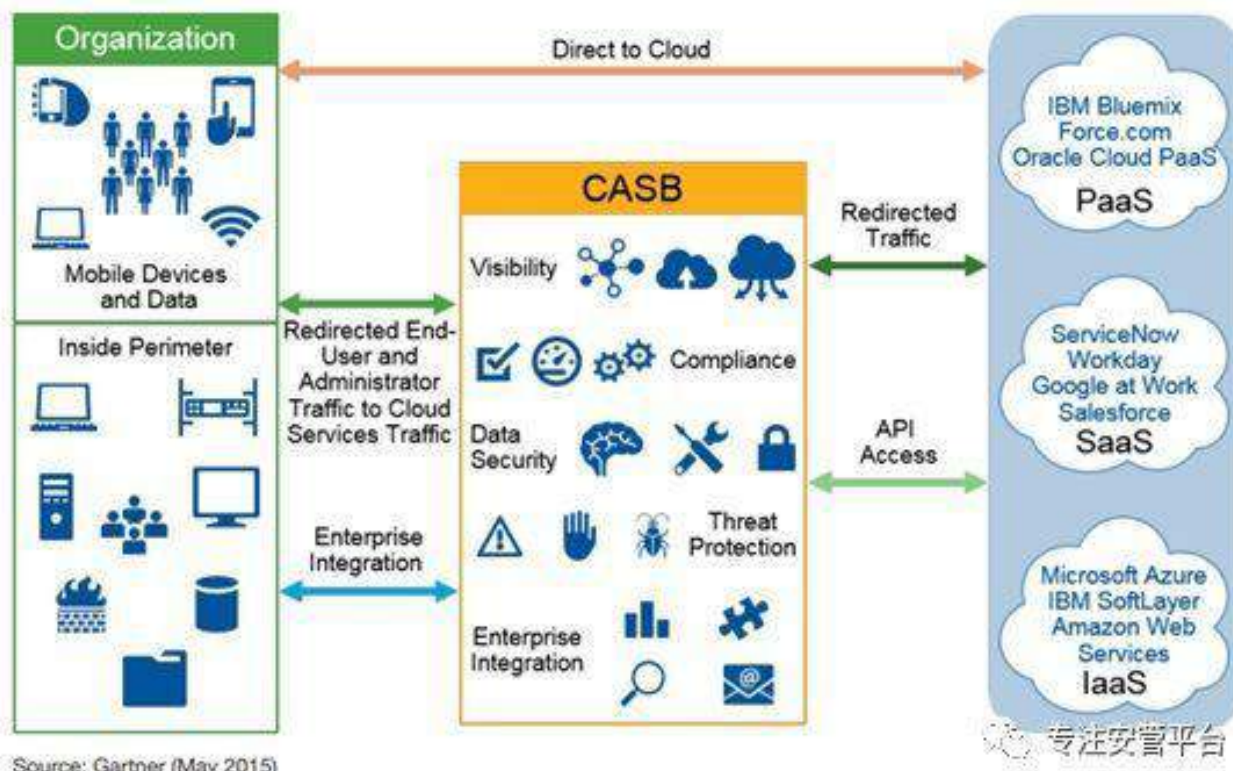 Organization
Mobile Devices
and Data
Inside Perimeter
Direct to Cloud
Redirected End-
User and
Administrator
Traffic to Cloud
Services Traffic
Enterprise
Integration
CASB
Visibility
Compliance
Data
Security
Threat
Protection
Enterprise
Integration
@
Redirected
Traffic
API
Access
IBM Bluemix
Force.com
Oracle Cloud PaaS
PaaS
ServiceNow
Workday
Google at Work
Salesforce
SaaS
Microsoft Azure
IBM SoftLayer
Amazon Web
Services
IaaS
专注安管平台
Source: Gartner (May 2015)